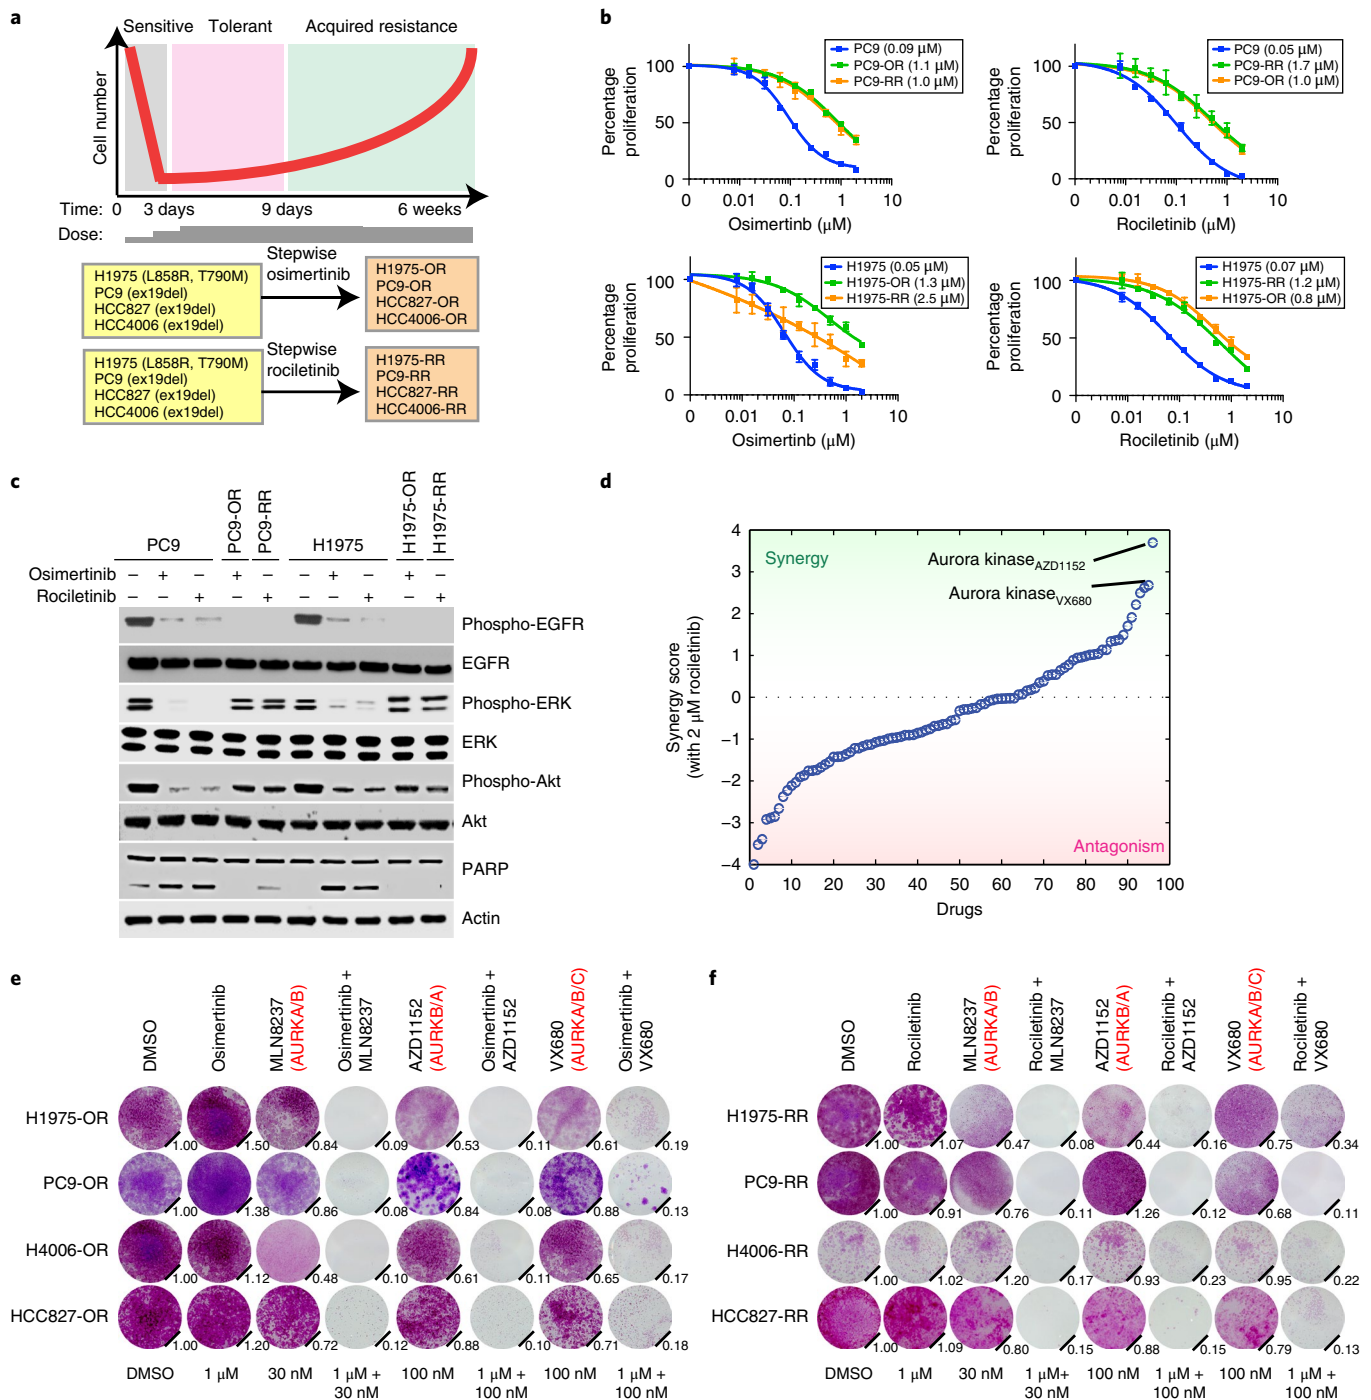 a
Sensitive
Tolerant
Acquired resistance
Cell number
Time: 0 3 days 9 days 6 weeks
Dose:
H1975 (L858R, T790M)
PC9 (ex19del)
HCC827 (ex19del)
HCC4006 (ex19del)
Stepwise
osimertinib
H1975-OR
PC9-OR
HCC827-OR
HCC4006-OR
H1975 (L858R, T790M)
PC9 (ex19del)
HCC827 (ex19del)
HCC4006 (ex19del)
Stepwise
rociletinib
H1975-RR
PC9-RR
HCC827-RR
HCC4006-RR
b
Percentage
proliferation
100
50
0
PC9 (0.09 µM)
PC9-OR (1.1 µM)
PC9-RR (1.0 µM)
0 0.01 0.1 1 10
Osimertinib (µM)
Percentage
proliferation
100
50
0
PC9 (0.05 µM)
PC9-RR (1.7 µM)
PC9-OR (1.0 µM)
0 0.01 0.1 1 10
Rociletinib (µM)
Percentage
proliferation
100
50
0
H1975 (0.05 µM)
H1975-OR (1.3 µM)
H1975-RR (2.5 µM)
0 0.01 0.1 1 10
Osimertinib (µM)
Percentage
proliferation
100
50
0
H1975 (0.07 µM)
H1975-RR (1.2 µM)
H1975-OR (0.8 µM)
0 0.01 0.1 1 10
Rociletinib (µM)
c
PC9
PC9-OR
PC9-RR
H1975
H1975-OR
H1975-RR
Osimertinib – + – + – – + – + –
Rociletinib – – + – + – – + – +
Phospho-EGFR
EGFR
Phospho-ERK
ERK
Phospho-Akt
Akt
PARP
Actin
d
Synergy score
(with 2 µM rociletinib)
4
3
2
1
0
−1
−2
−3
−4
Synergy
Aurora kinase AZD1152
Aurora kinase VX680
Antagonism
0 10 20 30 40 50 60 70 80 90 100
Drugs
e
DMSO
Osimertinib
MLN8237
(AURKA/B)
Osimertinib +
MLN8237
AZD1152
(AURKB/A)
Osimertinib +
AZD1152
VX680
(AURKA/B/C)
Osimertinib +
VX680
H1975-OR
1.00 1.50 0.84 0.09 0.53 0.11 0.61 0.19
PC9-OR
1.00 1.38 0.86 0.08 0.84 0.08 0.88 0.13
H4006-OR
1.00 1.12 0.48 0.10 0.61 0.11 0.65 0.17
HCC827-OR
1.00 1.20 0.72 0.12 0.88 0.10 0.71 0.18
DMSO 1 µM 30 nM 1 µM + 100 nM 1 µM + 100 nM 1 µM +
30 nM 100 nM 100 nM
f
DMSO
Rociletinib
MLN8237
(AURKA/B)
Rociletinib +
MLN8237
AZD1152
(AURKB/A)
Rociletinib +
AZD1152
VX680
(AURKA/B/C)
Rociletinib +
VX680
H1975-RR
1.00 1.07 0.47 0.08 0.44 0.16 0.75 0.34
PC9-RR
1.00 0.91 0.76 0.11 1.26 0.12 0.68 0.11
H4006-RR
1.00 1.02 1.20 0.17 0.93 0.23 0.95 0.22
HCC827-RR
1.00 1.09 0.80 0.15 0.88 0.15 0.79 0.13
DMSO 1 µM 30 nM 1 µM+ 100 nM 1 µM + 100 nM 1 µM +
30 nM 100 nM 100 nM